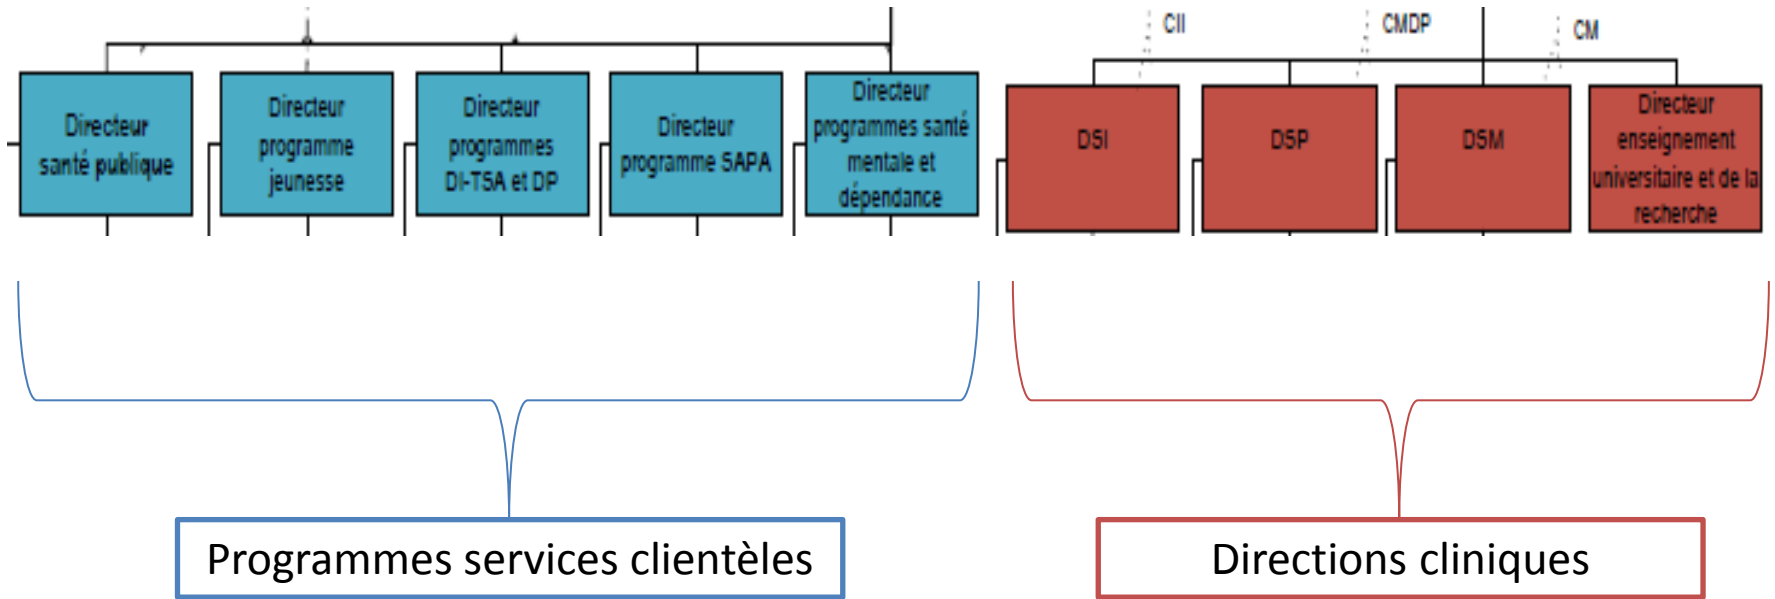 CII
CMDP
CM
Directeur
santé publique
Directeur
programme
jeunesse
Directeur
programmes
DI-TSA et DP
Directeur
programme SAPA
Directeur
programmes santé
mentale et
dépendance
DSI
DSP
DSM
Directeur
enseignement
universitaire et de la
recherche
Programmes services clientèles
Directions cliniques